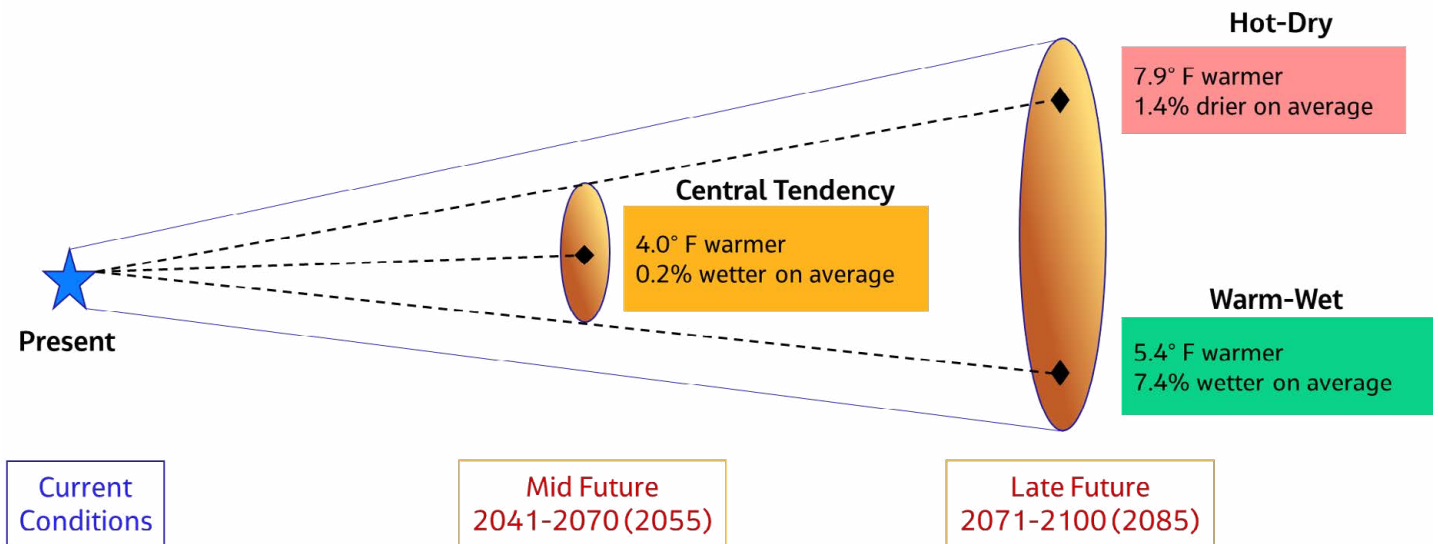 Hot-Dry
7.9° F warmer
1.4% drier on average
Central Tendency
4.0° F warmer
0.2% wetter on average
Present
Warm-Wet
5.4° F warmer
7.4% wetter on average
Current
Conditions
Mid Future
2041-2070 (2055)
Late Future
2071-2100 (2085)